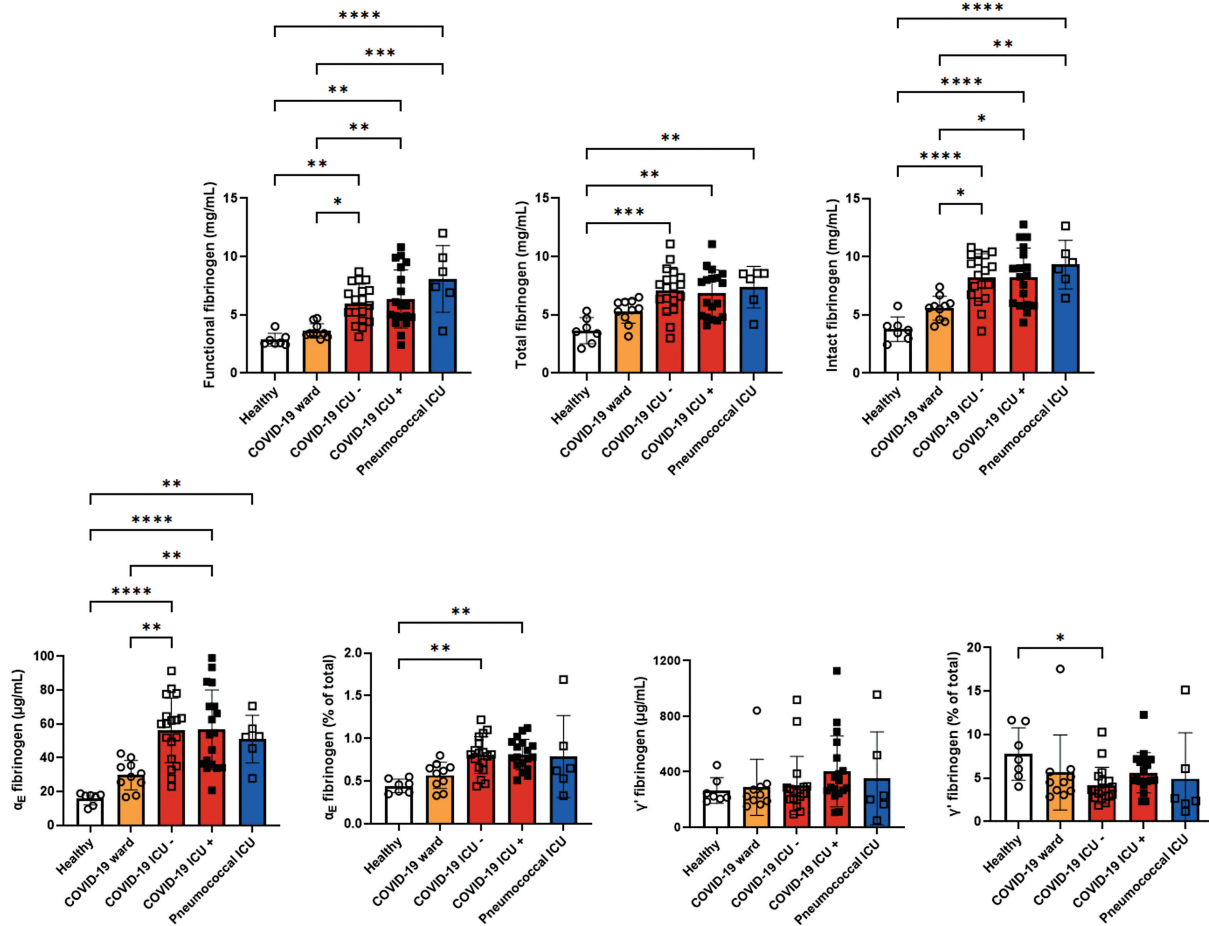 ****
***
**
**
**
*
Functional fibrinogen (mg/mL)
15
10
5
0
Healthy
COVID-19 ward
COVID-19 ICU -
COVID-19 ICU +
Pneumococcal ICU
**
**
***
Total fibrinogen (mg/mL)
15
10
5
0
Healthy
COVID-19 ward
COVID-19 ICU -
COVID-19 ICU +
Pneumococcal ICU
****
**
****
*
****
*
Intact fibrinogen (mg/mL)
15
10
5
0
Healthy
COVID-19 ward
COVID-19 ICU -
COVID-19 ICU +
Pneumococcal ICU
**
****
**
****
**
αE fibrinogen (µg/mL)
100
80
60
40
20
0
Healthy
COVID-19 ward
COVID-19 ICU -
COVID-19 ICU +
Pneumococcal ICU
**
**
αE fibrinogen (% of total)
2.0
1.5
1.0
0.5
0.0
Healthy
COVID-19 ward
COVID-19 ICU -
COVID-19 ICU +
Pneumococcal ICU
γ' fibrinogen (µg/mL)
1200
800
400
0
Healthy
COVID-19 ward
COVID-19 ICU -
COVID-19 ICU +
Pneumococcal ICU
*
γ' fibrinogen (% of total)
20
15
10
5
0
Healthy
COVID-19 ward
COVID-19 ICU -
COVID-19 ICU +
Pneumococcal ICU